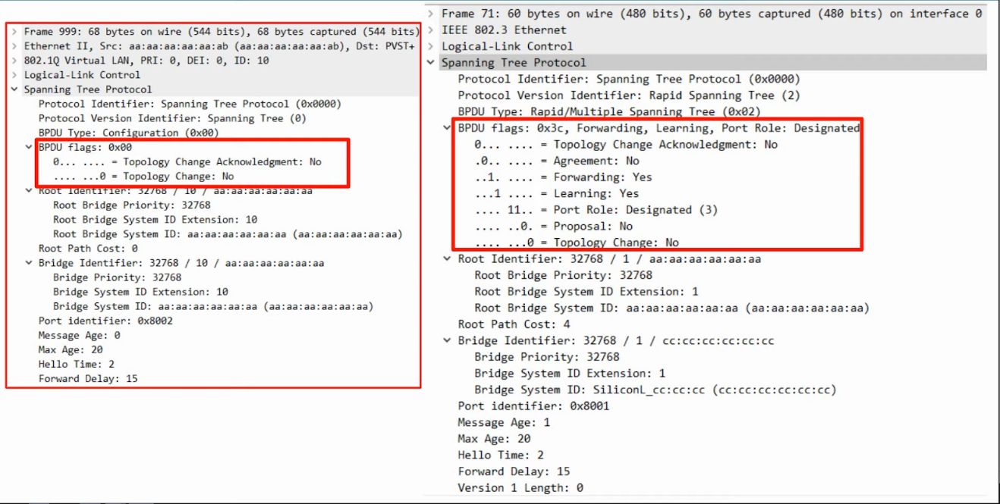 Frame 999: 68 bytes on wire (544 bits), 68 bytes captured (544 bits)
Ethernet II, Src: aa:aa:aa:aa:aa:ab (aa:aa:aa:aa:aa:ab), Dst: PVST+
802.1Q Virtual LAN, PRI: 0, DEI: 0, ID: 10
Logical-Link Control
Spanning Tree Protocol
Protocol Identifier: Spanning Tree Protocol (0x0000)
Protocol Version Identifier: Spanning Tree (0)
BPDU Type: Configuration (0x00)
BPDU flags: 0x00
0... .... = Topology Change Acknowledgment: No
.... ...0 = Topology Change: No
Root Identifier: 32768 / 10 / aa:aa:aa:aa:aa:aa
Root Bridge Priority: 32768
Root Bridge System ID Extension: 10
Root Bridge System ID: aa:aa:aa:aa:aa:aa (aa:aa:aa:aa:aa:aa)
Root Path Cost: 0
Bridge Identifier: 32768 / 10 / aa:aa:aa:aa:aa:aa
Bridge Priority: 32768
Bridge System ID Extension: 10
Bridge System ID: aa:aa:aa:aa:aa:aa (aa:aa:aa:aa:aa:aa)
Port identifier: 0x8002
Message Age: 0
Max Age: 20
Hello Time: 2
Forward Delay: 15
Frame 71: 60 bytes on wire (480 bits), 60 bytes captured (480 bits) on interface 0
IEEE 802.3 Ethernet
Logical-Link Control
Spanning Tree Protocol
Protocol Identifier: Spanning Tree Protocol (0x0000)
Protocol Version Identifier: Rapid Spanning Tree (2)
BPDU Type: Rapid/Multiple Spanning Tree (0x02)
BPDU flags: 0x3c, Forwarding, Learning, Port Role: Designated
0... .... = Topology Change Acknowledgment: No
.0.. .... = Agreement: No
..1. .... = Forwarding: Yes
...1 .... = Learning: Yes
.... 11.. = Port Role: Designated (3)
.... ..0. = Proposal: No
.... ...0 = Topology Change: No
Root Identifier: 32768 / 1 / aa:aa:aa:aa:aa:aa
Root Bridge Priority: 32768
Root Bridge System ID Extension: 1
Root Bridge System ID: aa:aa:aa:aa:aa:aa (aa:aa:aa:aa:aa:aa)
Root Path Cost: 4
Bridge Identifier: 32768 / 1 / cc:cc:cc:cc:cc:cc
Bridge Priority: 32768
Bridge System ID Extension: 1
Bridge System ID: SiliconL_cc:cc:cc (cc:cc:cc:cc:cc:cc)
Port identifier: 0x8001
Message Age: 1
Max Age: 20
Hello Time: 2
Forward Delay: 15
Version 1 Length: 0